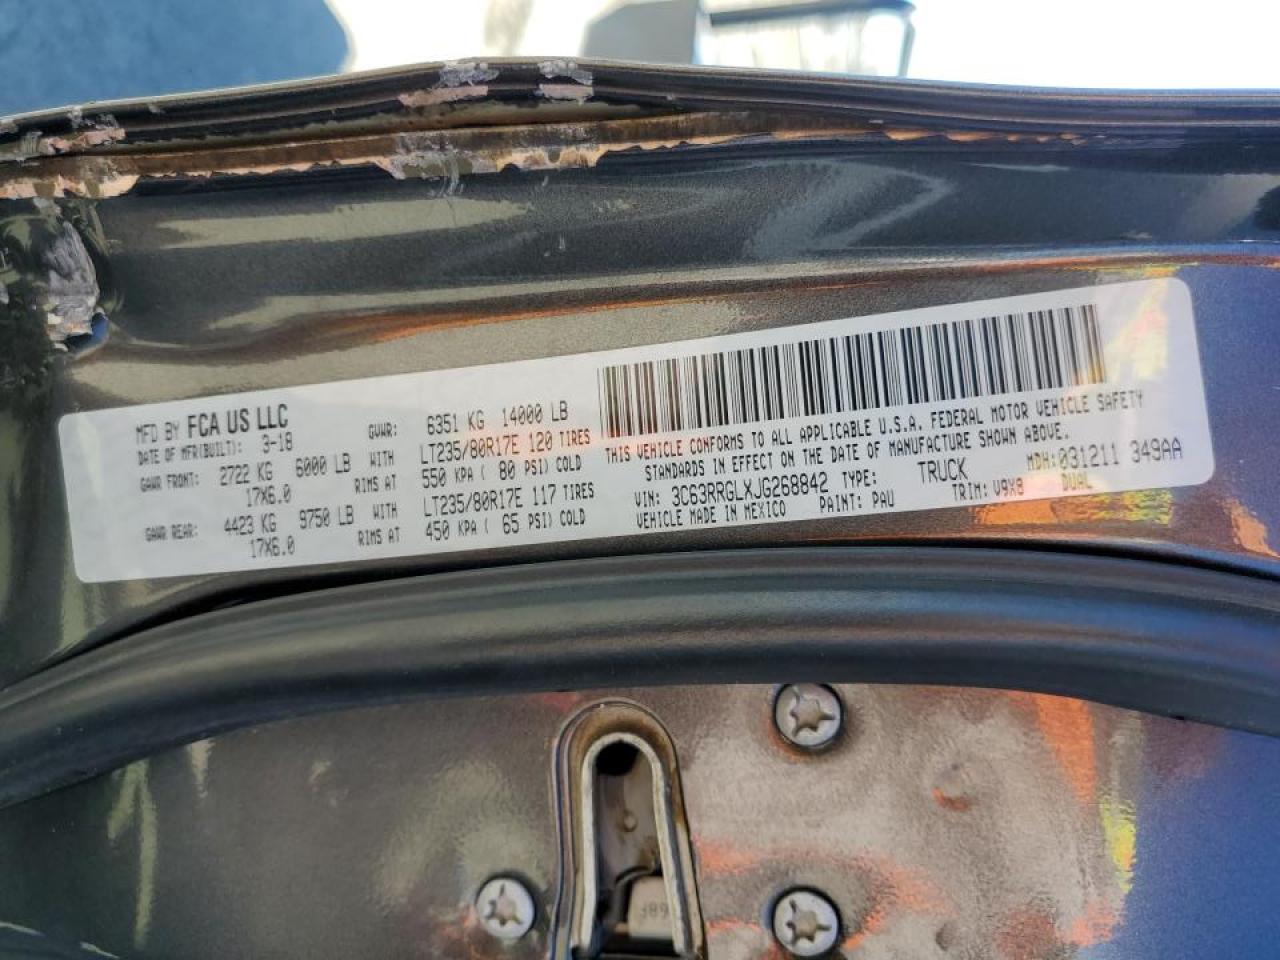 MFD BY FCA US LLC
DATE OF MFR(BUILT): 3-18 GVWR: 6351 KG 14000 LB
GAWR FRONT: 2722 KG 6000 LB WITH LT235/80R17E 120 TIRES
17X6.0 RIMS AT 550 KPA ( 80 PSI) COLD
GAWR REAR: 4423 KG 9750 LB WITH LT235/80R17E 117 TIRES
17X6.0 RIMS AT 450 KPA ( 65 PSI) COLD
THIS VEHICLE CONFORMS TO ALL APPLICABLE U.S.A. FEDERAL MOTOR VEHICLE SAFETY
STANDARDS IN EFFECT ON THE DATE OF MANUFACTURE SHOWN ABOVE.
VIN: 3C63RRGLXJG268842 TYPE: TRUCK MDH: 031211 349AA
VEHICLE MADE IN MEXICO PAINT: PAU TRIM: V9X8 DUAL